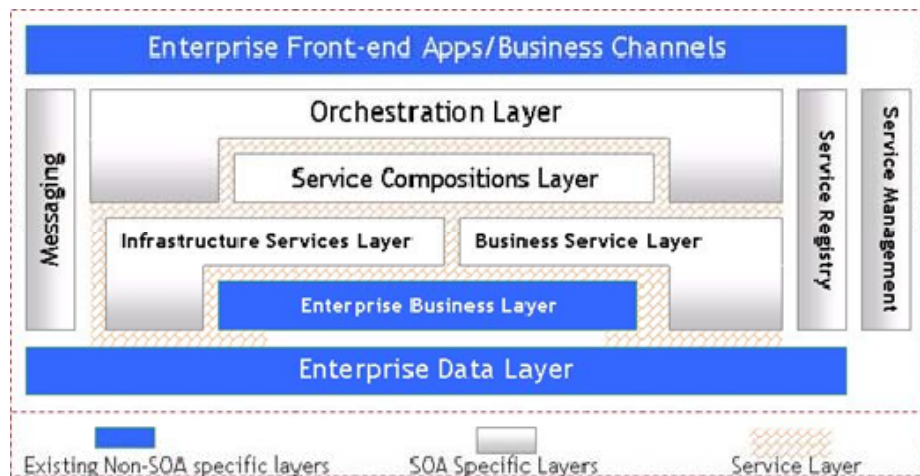 Enterprise Front-end Apps/Business Channels
Messaging
Orchestration Layer
Service Compositions Layer
Infrastructure Services Layer
Business Service Layer
Enterprise Business Layer
Service Registry
Service Management
Enterprise Data Layer
Existing Non-SOA specific layers
SOA Specific Layers
Service Layer